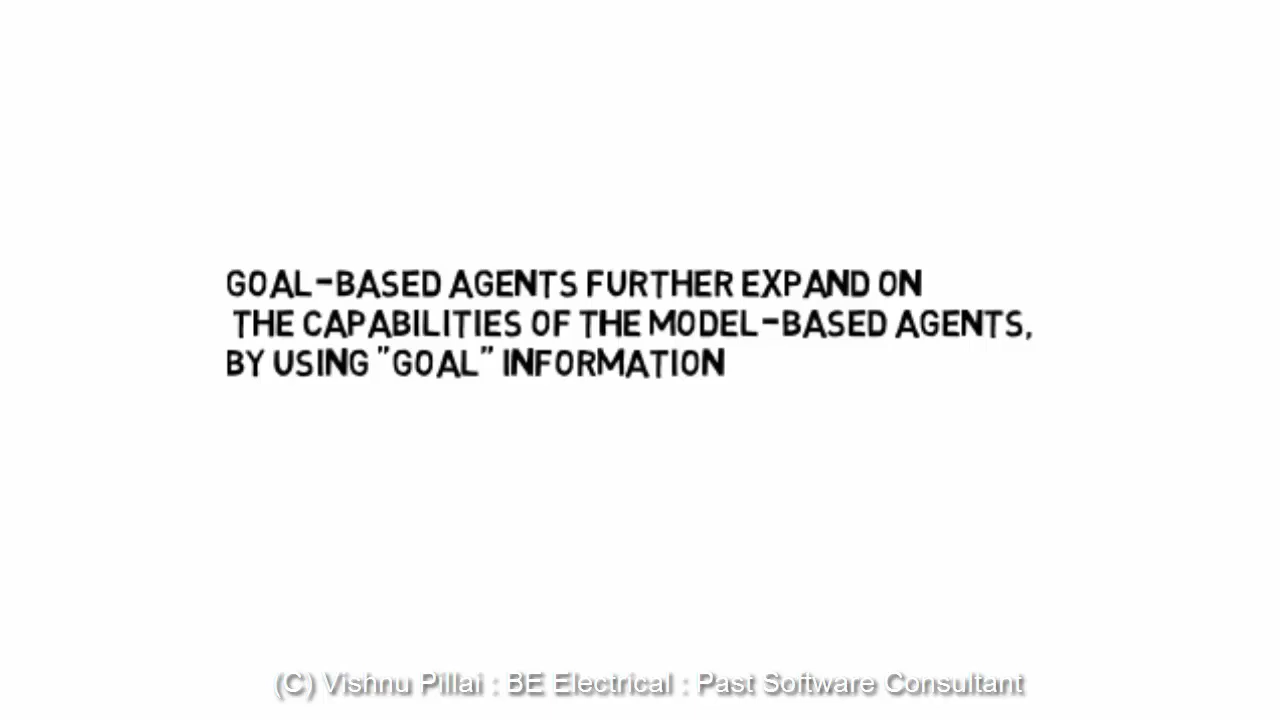 GOAL-BASED AGENTS FURTHER EXPAND ON
THE CAPABILITIES OF THE MODEL-BASED AGENTS,
BY USING "GOAL" INFORMATION
(C) Vishnu Pillai : BE Electrical : Past Software Consultant